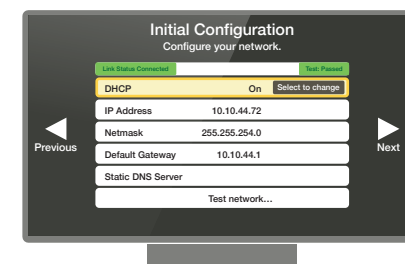 Initial Configuration
Configure your network.
Link Status Connected Test: Passed
DHCP On Select to change
IP Address 10.10.44.72
Netmask 255.255.254.0
Default Gateway 10.10.44.1
Static DNS Server
Test network...
Previous
Next